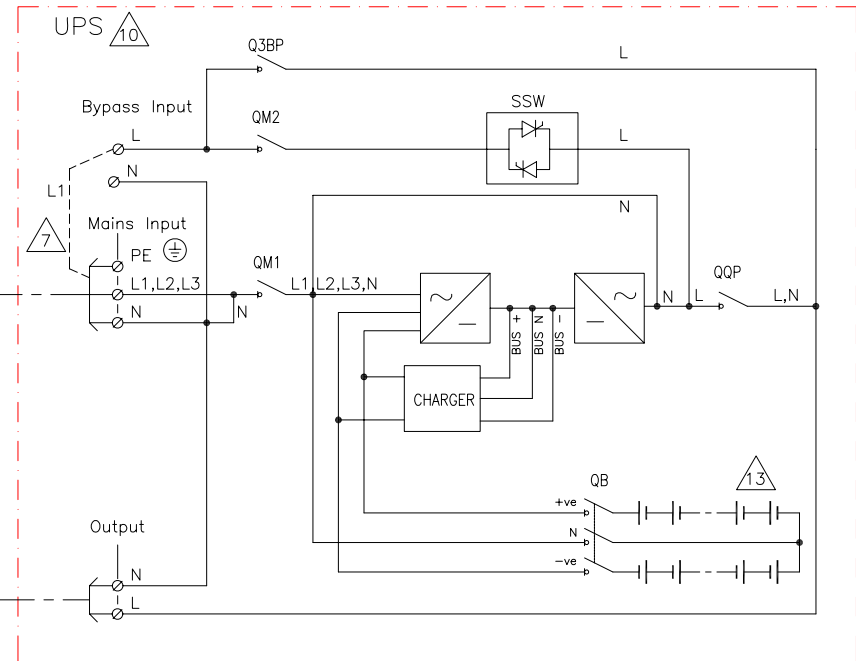 UPS 10
Q3BP
L
Bypass Input
QM2
SSW
L
L
N
N
L1
7
Mains Input
PE
QM1
QQP
L1,L2,L3
L1,L2,L3,N
N
L
L,N
N
N
BUS +
BUS N
BUS -
CHARGER
13
QB
+ve
N
-ve
Output
N
L